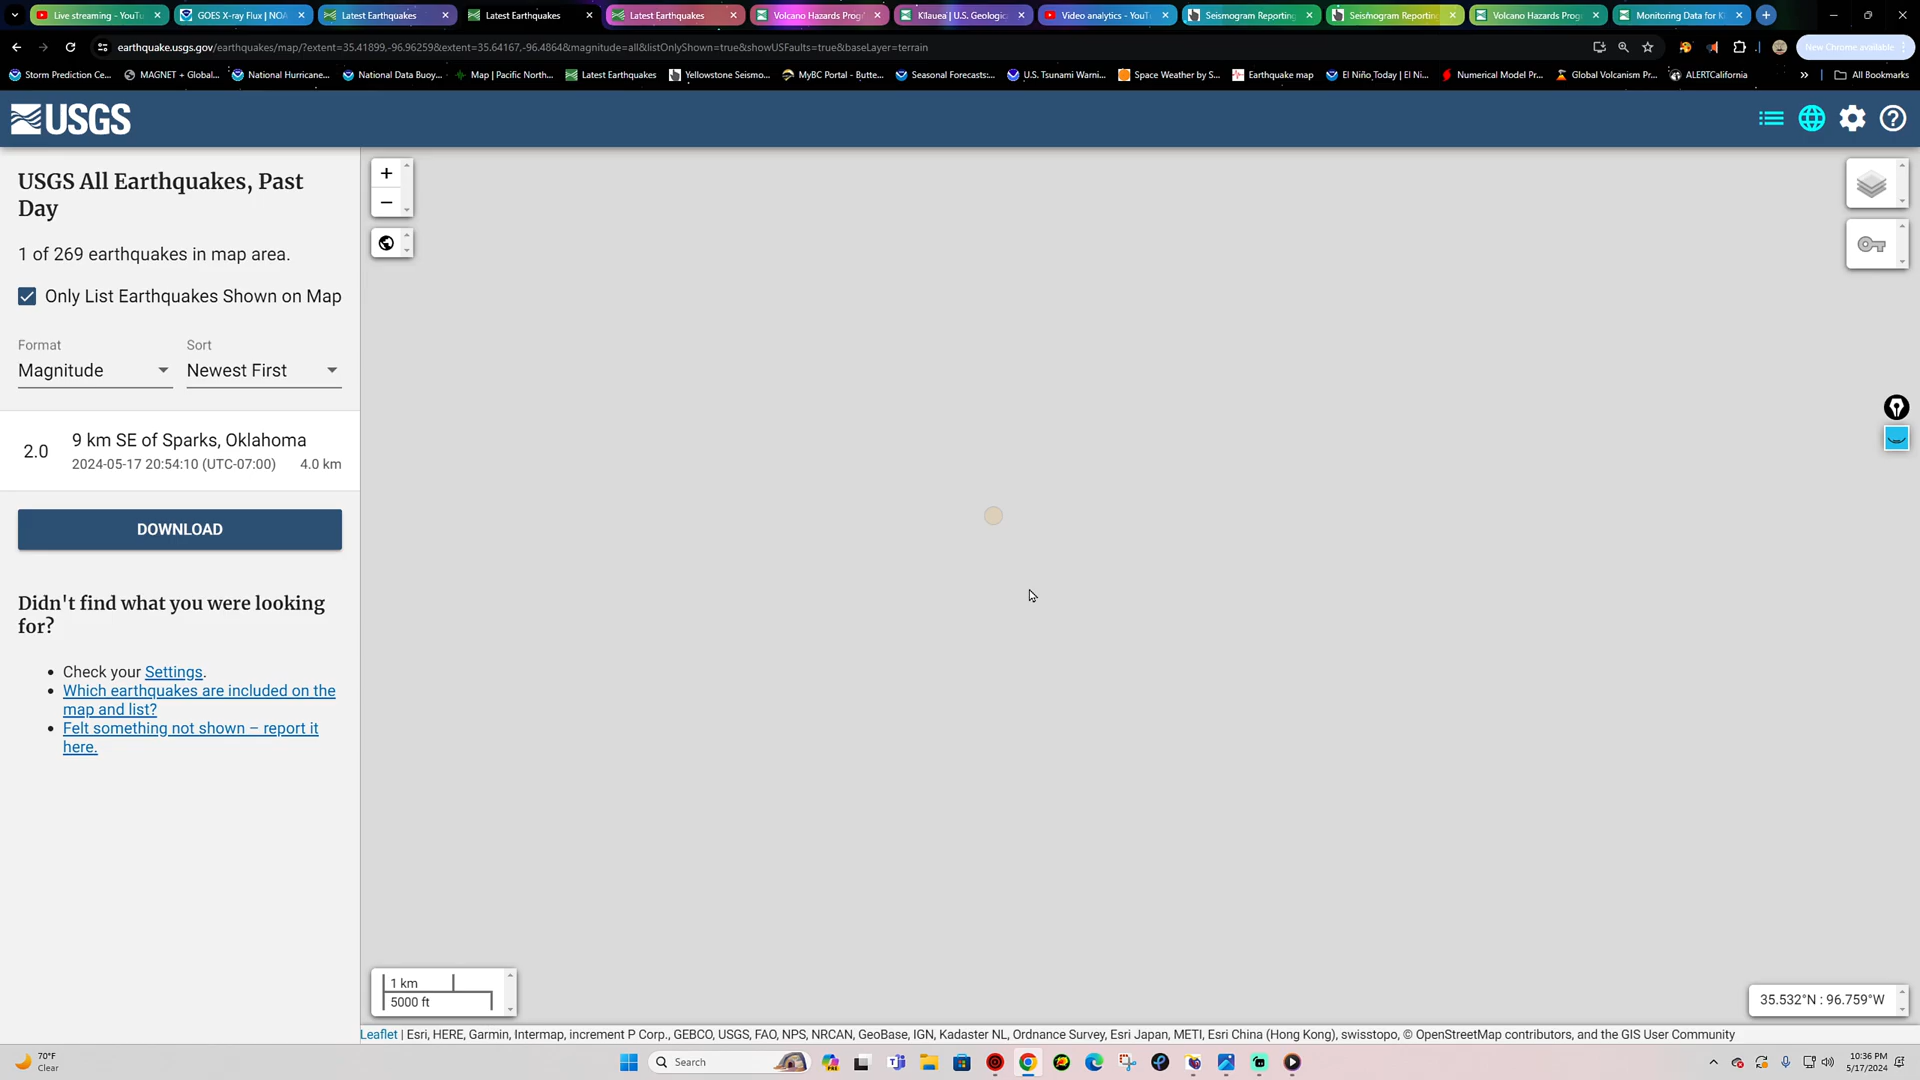 Live streaming - YouTu
GOES X-ray Flux | NOA
Latest Earthquakes
Latest Earthquakes
Latest Earthquakes
Volcano Hazards Prog
Kīlauea | U.S. Geologic
Video analytics - YouT
Seismogram Reporting
Seismogram Reportin
Volcano Hazards Prog
Monitoring Data for K
earthquake.usgs.gov/earthquakes/map/?extent=35.41899,-96.96259&extent=35.64167,-96.4864&magnitude=all&listOnlyShown=true&showUSFaults=true&baseLayer=terrain
New Chrome available
Storm Prediction Ce...
MAGNET + Global...
National Hurricane...
National Data Buoy...
Map | Pacific North...
Latest Earthquakes
Yellowstone Seismo...
MyBC Portal - Butte...
Seasonal Forecasts:...
U.S. Tsunami Warni...
Space Weather by S...
Earthquake map
El Niño Today | El Ni...
Numerical Model Pr...
Global Volcanism Pr...
ALERTCalifornia
»
All Bookmarks
USGS
USGS All Earthquakes, Past
Day
1 of 269 earthquakes in map area.
Only List Earthquakes Shown on Map
Format
Sort
Magnitude
Newest First
2.0
9 km SE of Sparks, Oklahoma
2024-05-17 20:54:10 (UTC-07:00)
4.0 km
DOWNLOAD
Didn't find what you were looking
for?
Check your Settings.
Which earthquakes are included on the
map and list?
Felt something not shown – report it
here.
+
−
1 km
5000 ft
35.532°N : 96.759°W
Leaflet | Esri, HERE, Garmin, Intermap, increment P Corp., GEBCO, USGS, FAO, NPS, NRCAN, GeoBase, IGN, Kadaster NL, Ordnance Survey, Esri Japan, METI, Esri China (Hong Kong), swisstopo, © OpenStreetMap contributors, and the GIS User Community
70°F
Clear
Search
PRE
10:36 PM
5/17/2024